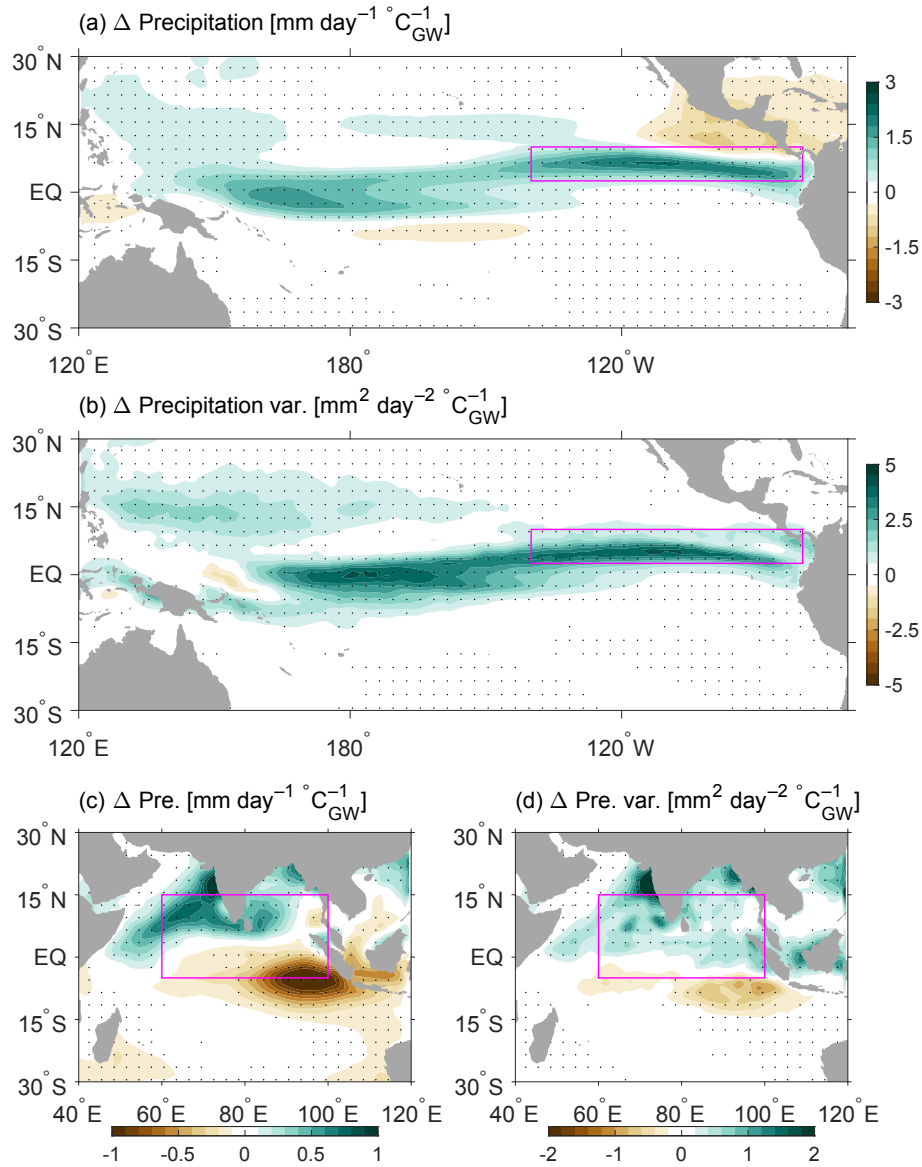 (a) Δ Precipitation [mm day⁻¹ °C⁻¹_GW]
30°N
15°N
EQ
15°S
30°S
120°E 180° 120°W
3
1.5
0
-1.5
-3
(b) Δ Precipitation var. [mm² day⁻² °C⁻¹_GW]
30°N
15°N
EQ
15°S
30°S
120°E 180° 120°W
5
2.5
0
-2.5
-5
(c) Δ Pre. [mm day⁻¹ °C⁻¹_GW]
30°N
15°N
EQ
15°S
30°S
40°E 60°E 80°E 100°E 120°E
-1 -0.5 0 0.5 1
(d) Δ Pre. var. [mm² day⁻² °C⁻¹_GW]
30°N
15°N
EQ
15°S
30°S
40°E 60°E 80°E 100°E 120°E
-2 -1 0 1 2